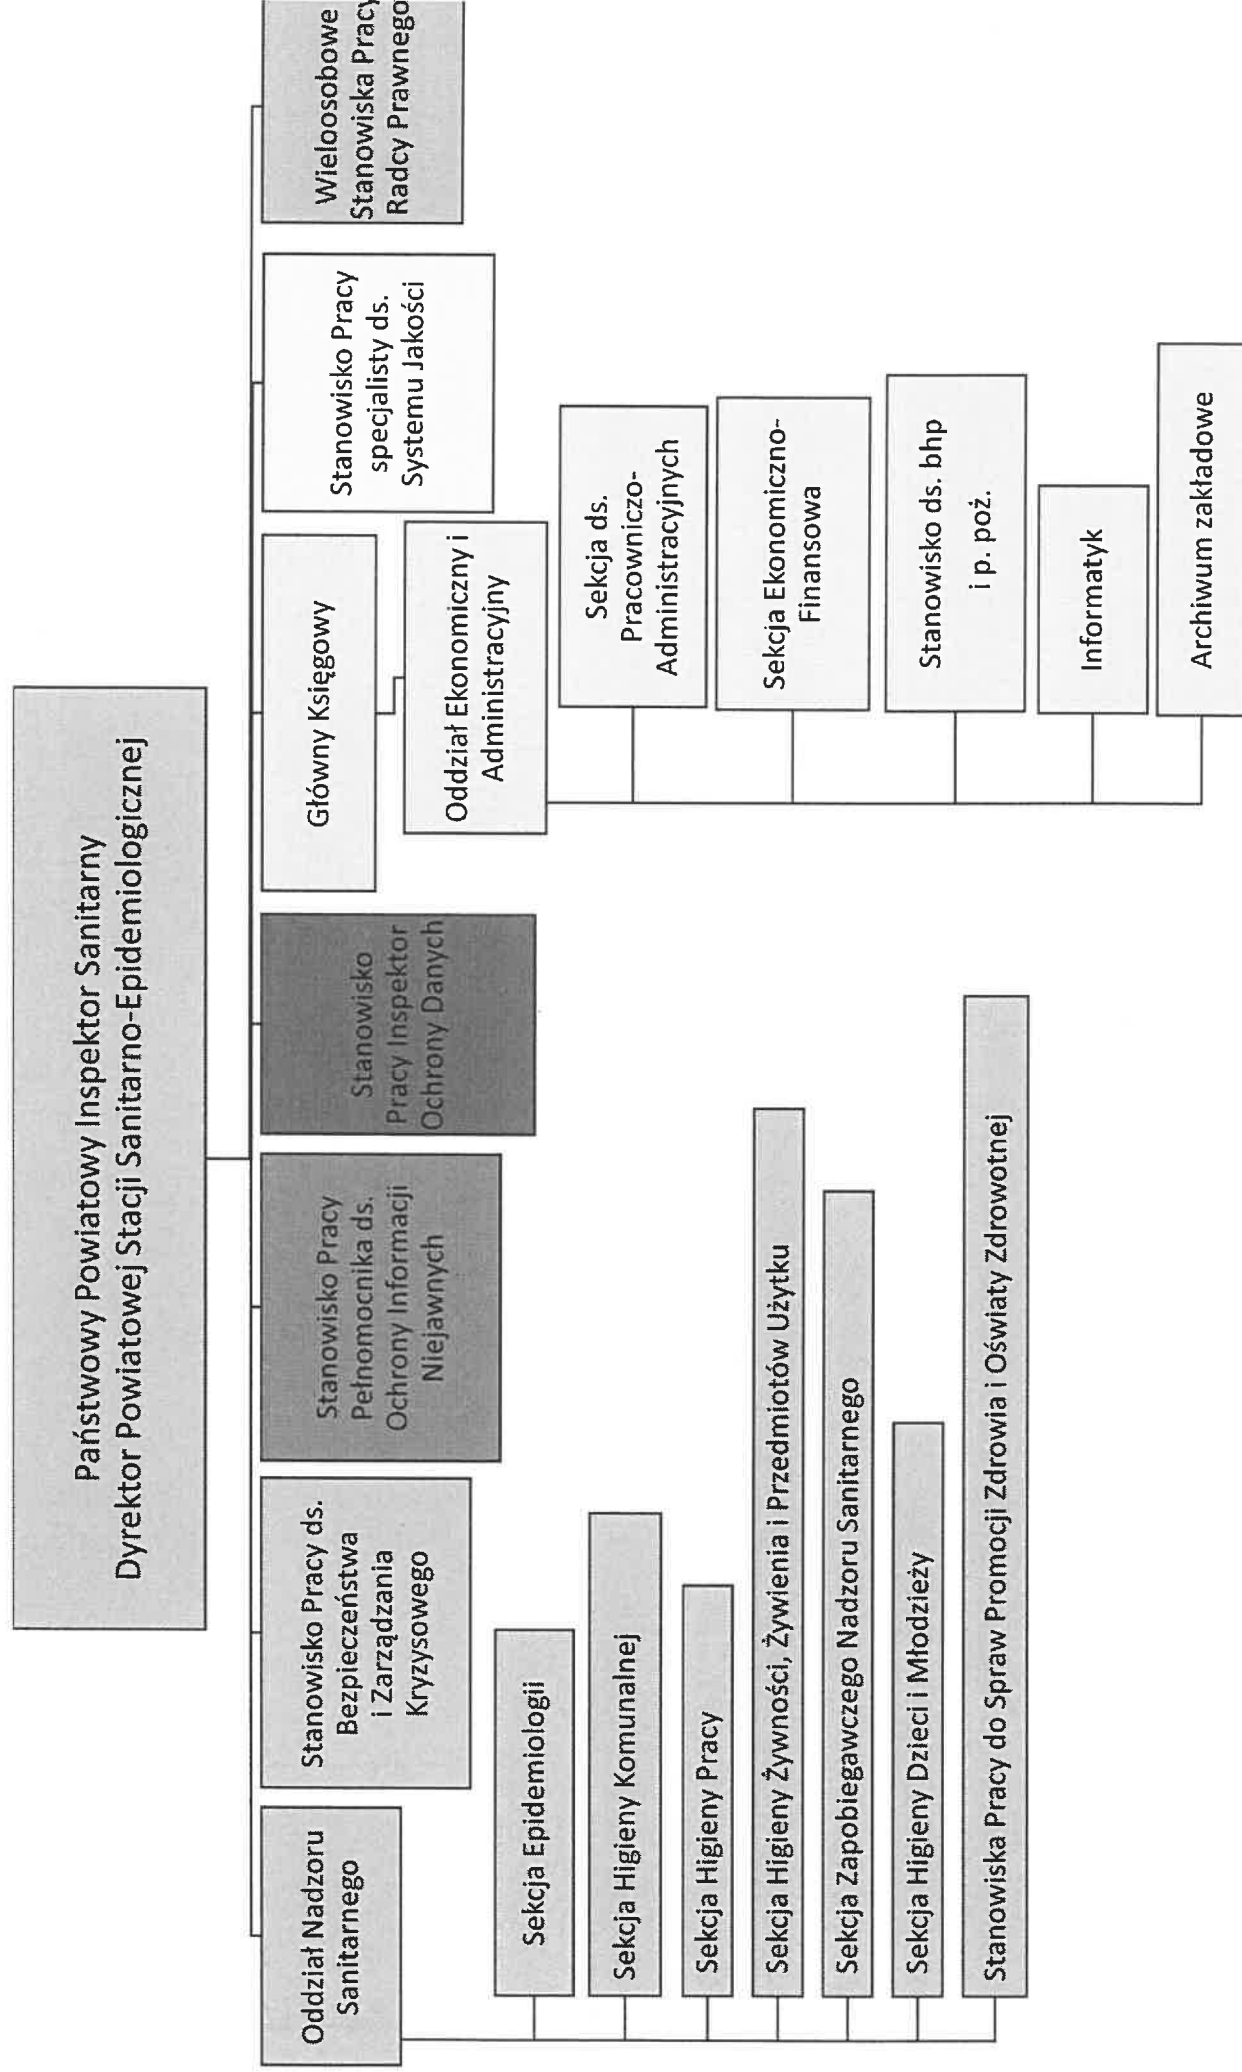 Państwowy Powiatowy Inspektor Sanitarny
Dyrektor Powiatowej Stacji Sanitarno-Epidemiologicznej
Oddział Nadzoru
Sanitarnego
Sekcja Epidemiologii
Sekcja Higieny Komunalnej
Sekcja Higieny Pracy
Sekcja Higieny Żywności, Żywienia i Przedmiotów Użytku
Sekcja Zapobiegawczego Nadzoru Sanitarnego
Sekcja Higieny Dzieci i Młodzieży
Stanowiska Pracy do Spraw Promocji Zdrowia i Oświaty Zdrowotnej
Stanowisko Pracy ds.
Bezpieczeństwa
i Zarządzania
Kryzysowego
Stanowisko Pracy
Pełnomocnika ds.
Ochrony Informacji
Niejawnych
Stanowisko
Pracy Inspektor
Ochrony Danych
Główny Księgowy
Oddział Ekonomiczny i
Administracyjny
Sekcja ds.
Pracowniczo-
Administracyjnych
Sekcja Ekonomiczno-
Finansowa
Stanowisko ds. bhp
i p. poż.
Informatyk
Archiwum zakładowe
Stanowisko Pracy
specjalisty ds.
Systemu Jakości
Wieloosobowe
Stanowiska Pracy
Radcy Prawnego